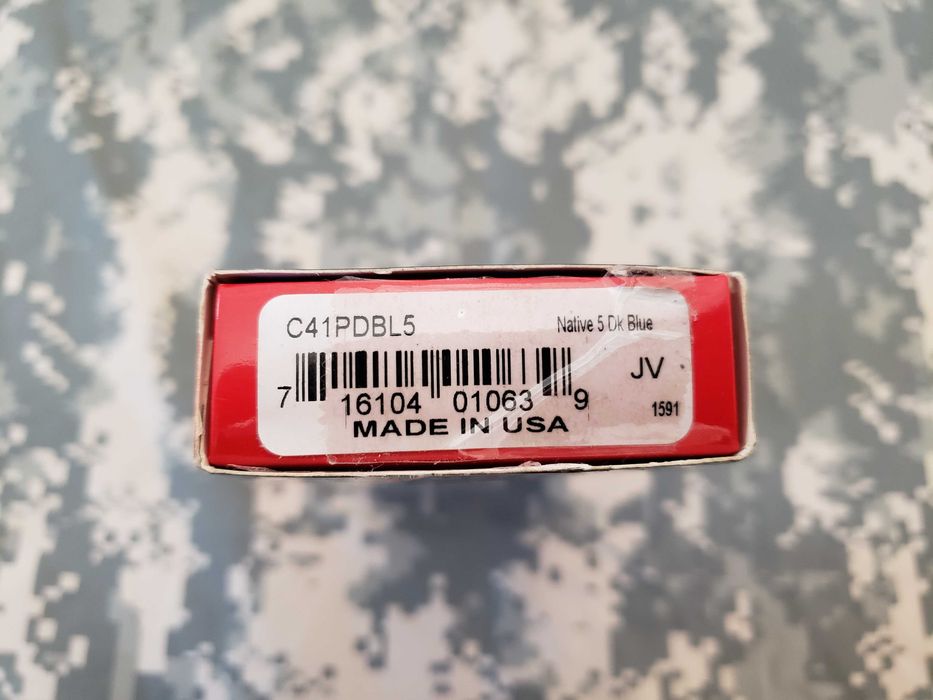 C41PDBL5 Native 5 Dk Blue
JV
7 16104 01063 9
1591
MADE IN USA